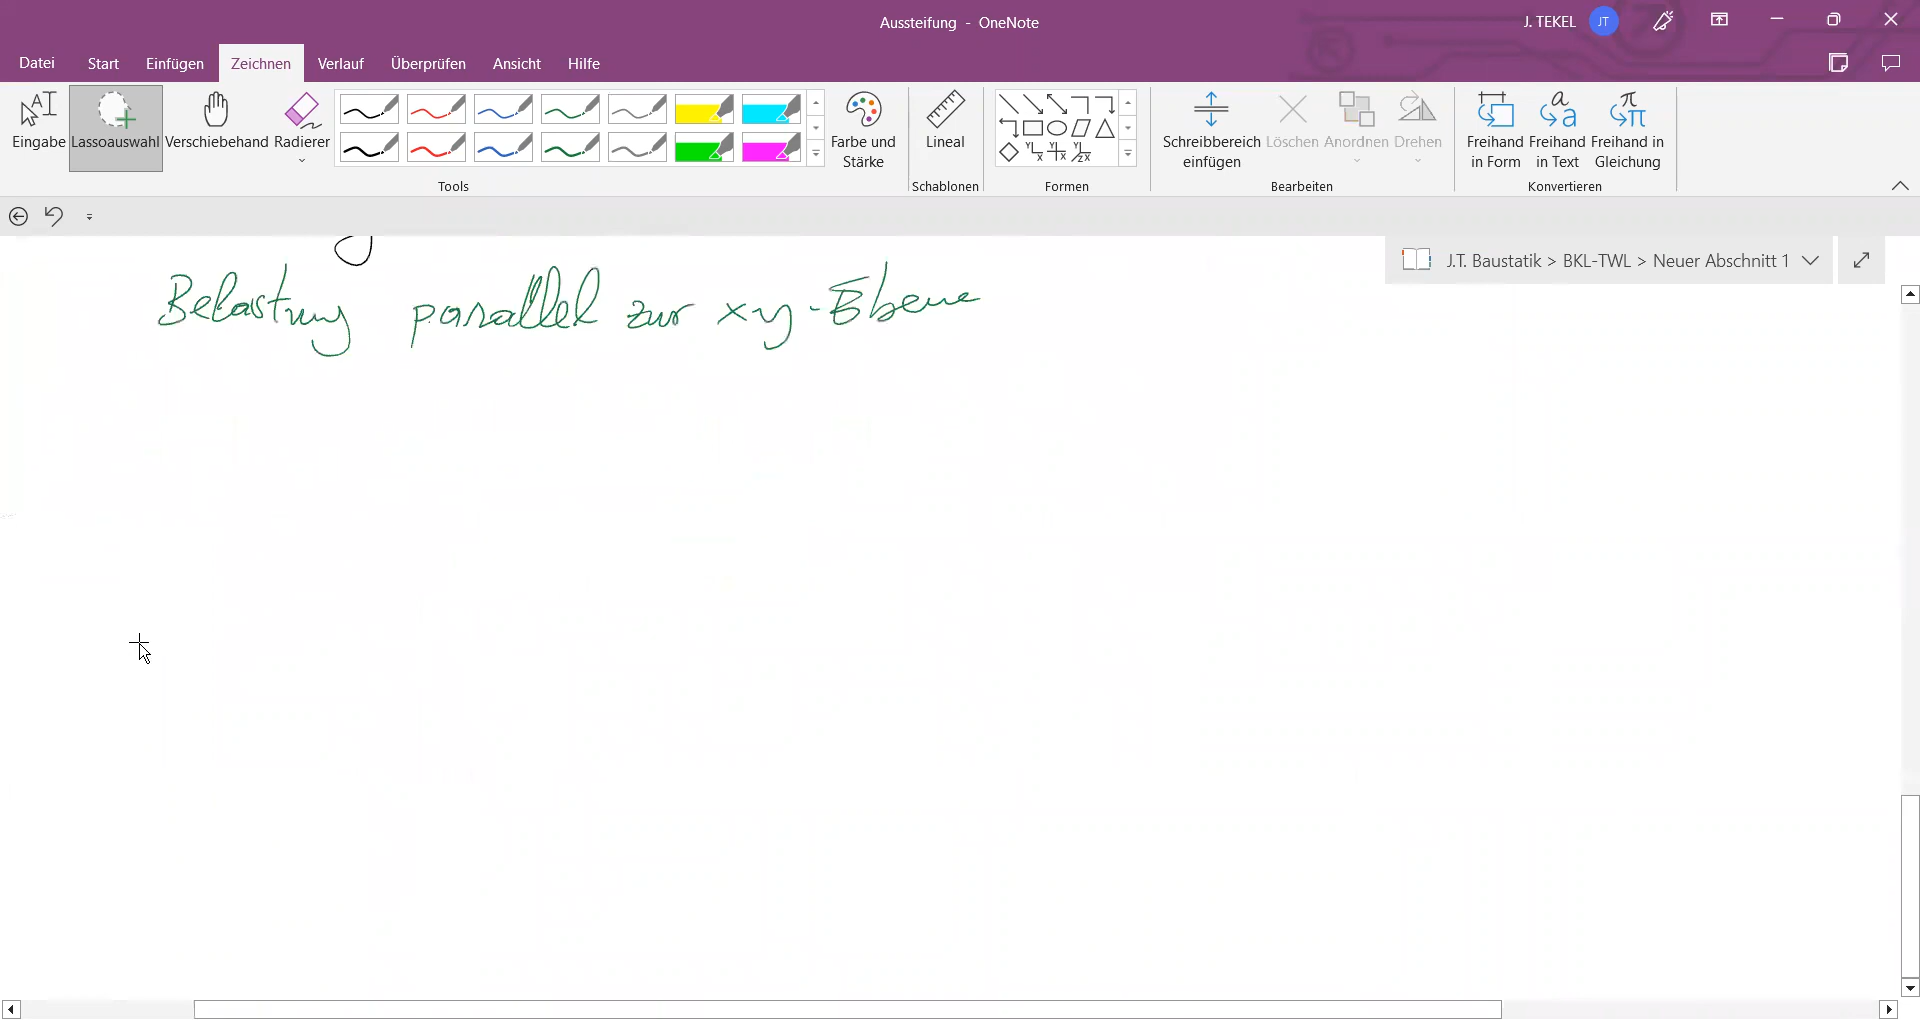 Aussteifung - OneNote
J. TEKEL
JT
Datei
Start
Einfügen
Zeichnen
Verlauf
Überprüfen
Ansicht
Hilfe
Eingabe
Lassoauswahl
Verschiebehand
Radierer
Farbe und
Stärke
Lineal
Schreibbereich
einfügen
Löschen
Anordnen
Drehen
Freihand
in Form
Freihand
in Text
Freihand in
Gleichung
Tools
Schablonen
Formen
Bearbeiten
Konvertieren
J.T. Baustatik > BKL-TWL > Neuer Abschnitt 1
Belastung parallel zur xy-Ebene